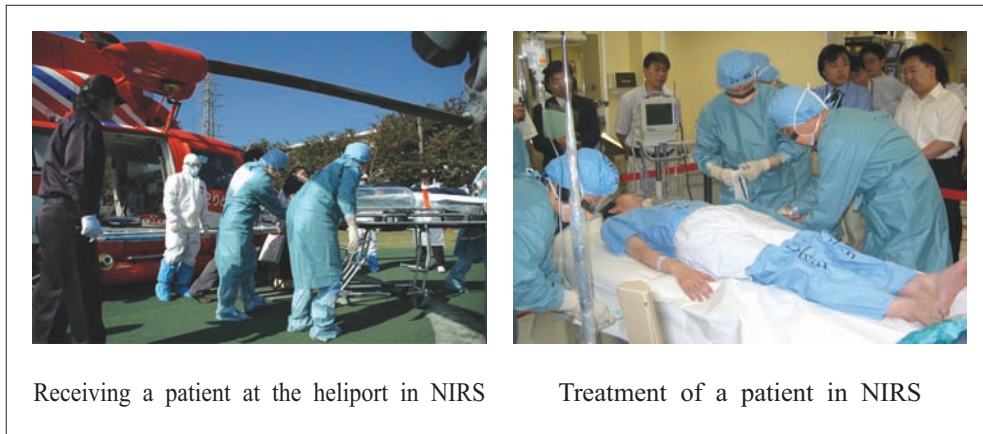 Receiving a patient at the heliport in NIRS
Treatment of a patient in NIRS